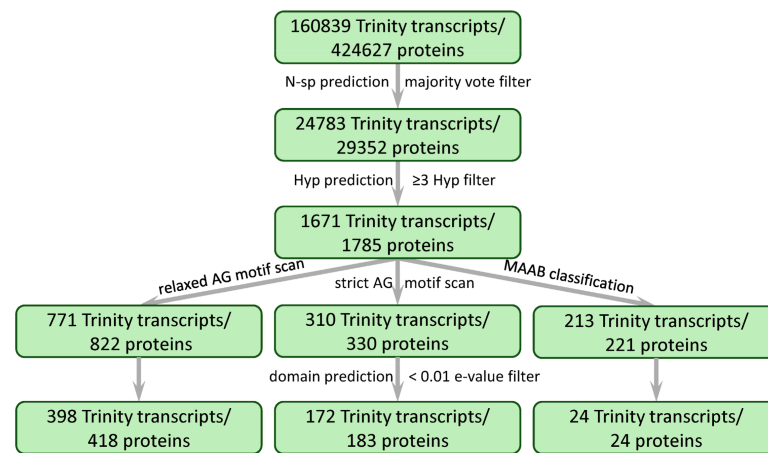 160839 Trinity transcripts/
424627 proteins
N-sp prediction majority vote filter
24783 Trinity transcripts/
29352 proteins
Hyp prediction ≥3 Hyp filter
1671 Trinity transcripts/
1785 proteins
relaxed AG motif scan
strict AG motif scan
MAAB classification
771 Trinity transcripts/
822 proteins
310 Trinity transcripts/
330 proteins
213 Trinity transcripts/
221 proteins
domain prediction < 0.01 e-value filter
398 Trinity transcripts/
418 proteins
172 Trinity transcripts/
183 proteins
24 Trinity transcripts/
24 proteins